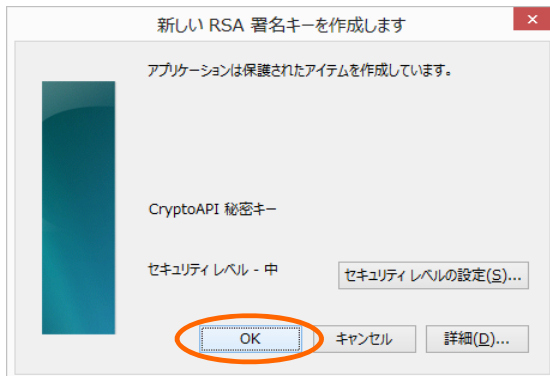 新しい RSA 署名キーを作成します
アプリケーションは保護されたアイテムを作成しています。
CryptoAPI 秘密キー
セキュリティ レベル - 中
セキュリティ レベルの設定(S)...
OK
キャンセル
詳細(D)...